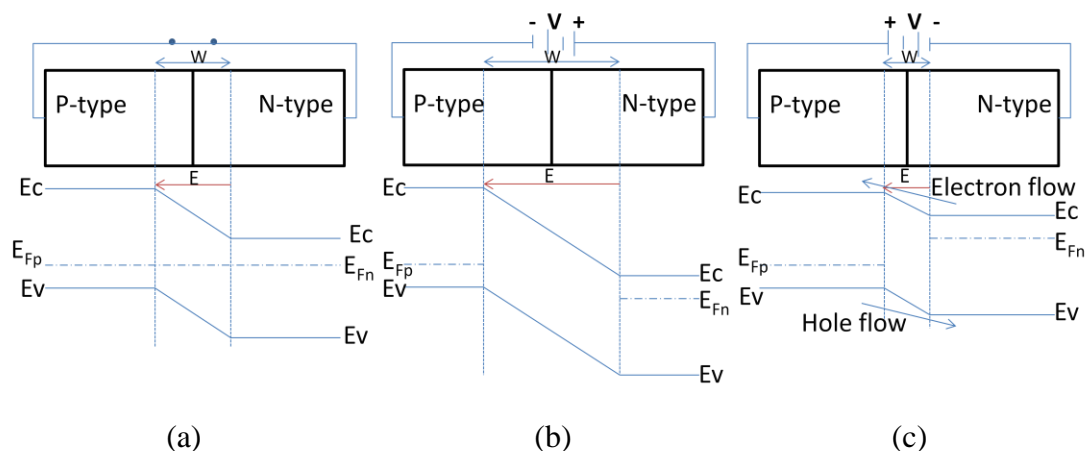 - V +
+ V -
W
W
W
P-type
N-type
P-type
N-type
P-type
N-type
E
E
E
Electron flow
Ec
Ec
Ec
Ec
Ec
Ec
EFp
EFn
EFp
EFn
EFp
EFn
Ev
Ev
Ev
Ev
Ev
Ev
Hole flow
(a)
(b)
(c)